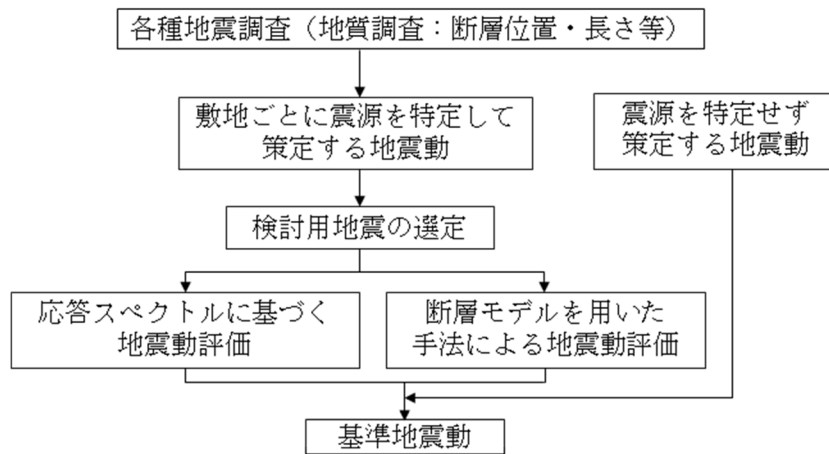 各種地震調査（地質調査：断層位置・長さ等）
敷地ごとに震源を特定して
策定する地震動
震源を特定せず
策定する地震動
検討用地震の選定
応答スペクトルに基づく
地震動評価
断層モデルを用いた
手法による地震動評価
基準地震動